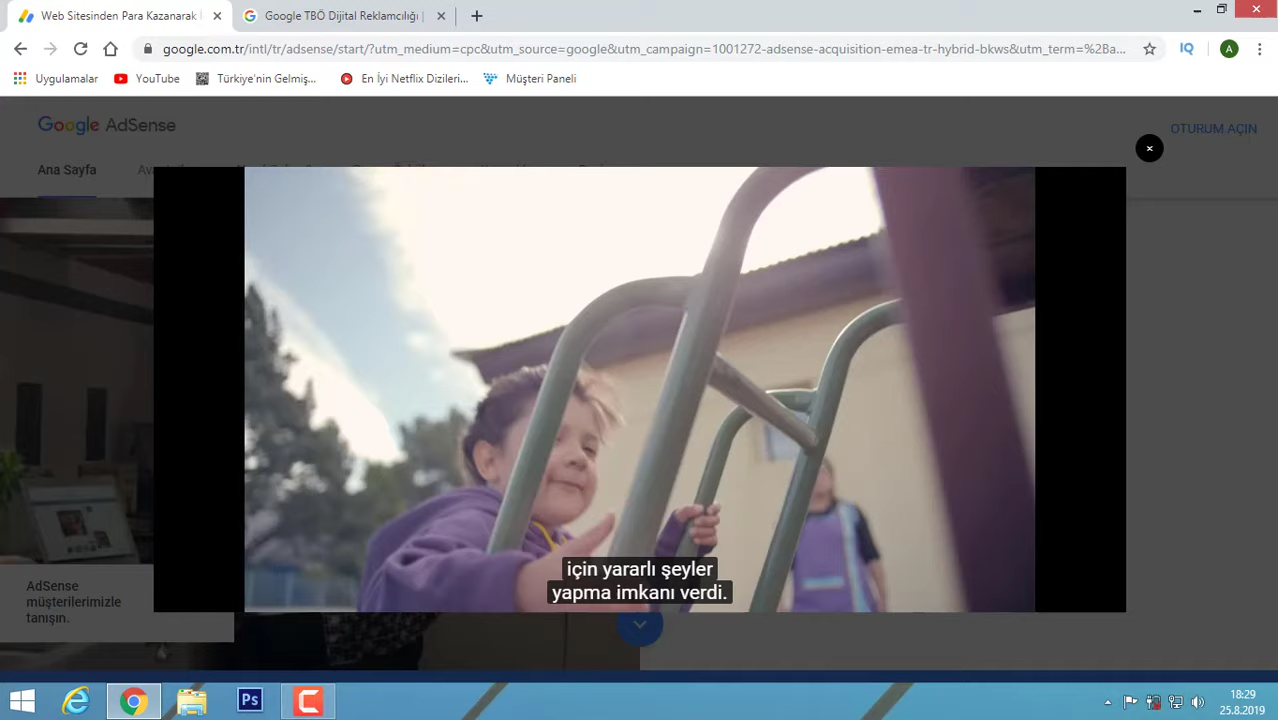 Web Sitesinden Para Kazanarak
Google TBÖ Dijital Reklamcılığı
google.com.tr/intl/tr/adsense/start/?utm_medium=cpc&utm_source=google&utm_campaign=1001272-adsense-acquisition-emea-tr-hybrid-bkws&utm_term=%2Ba...
IQ
A
Uygulamalar
YouTube
Türkiye'nin Gelmiş...
En İyi Netflix Dizileri...
Müşteri Paneli
Google AdSense
OTURUM AÇIN
Ana Sayfa
için yararlı şeyler
yapma imkanı verdi.
AdSense
müşterilerimizle
tanışın.
Ps
18:29
25.8.2019